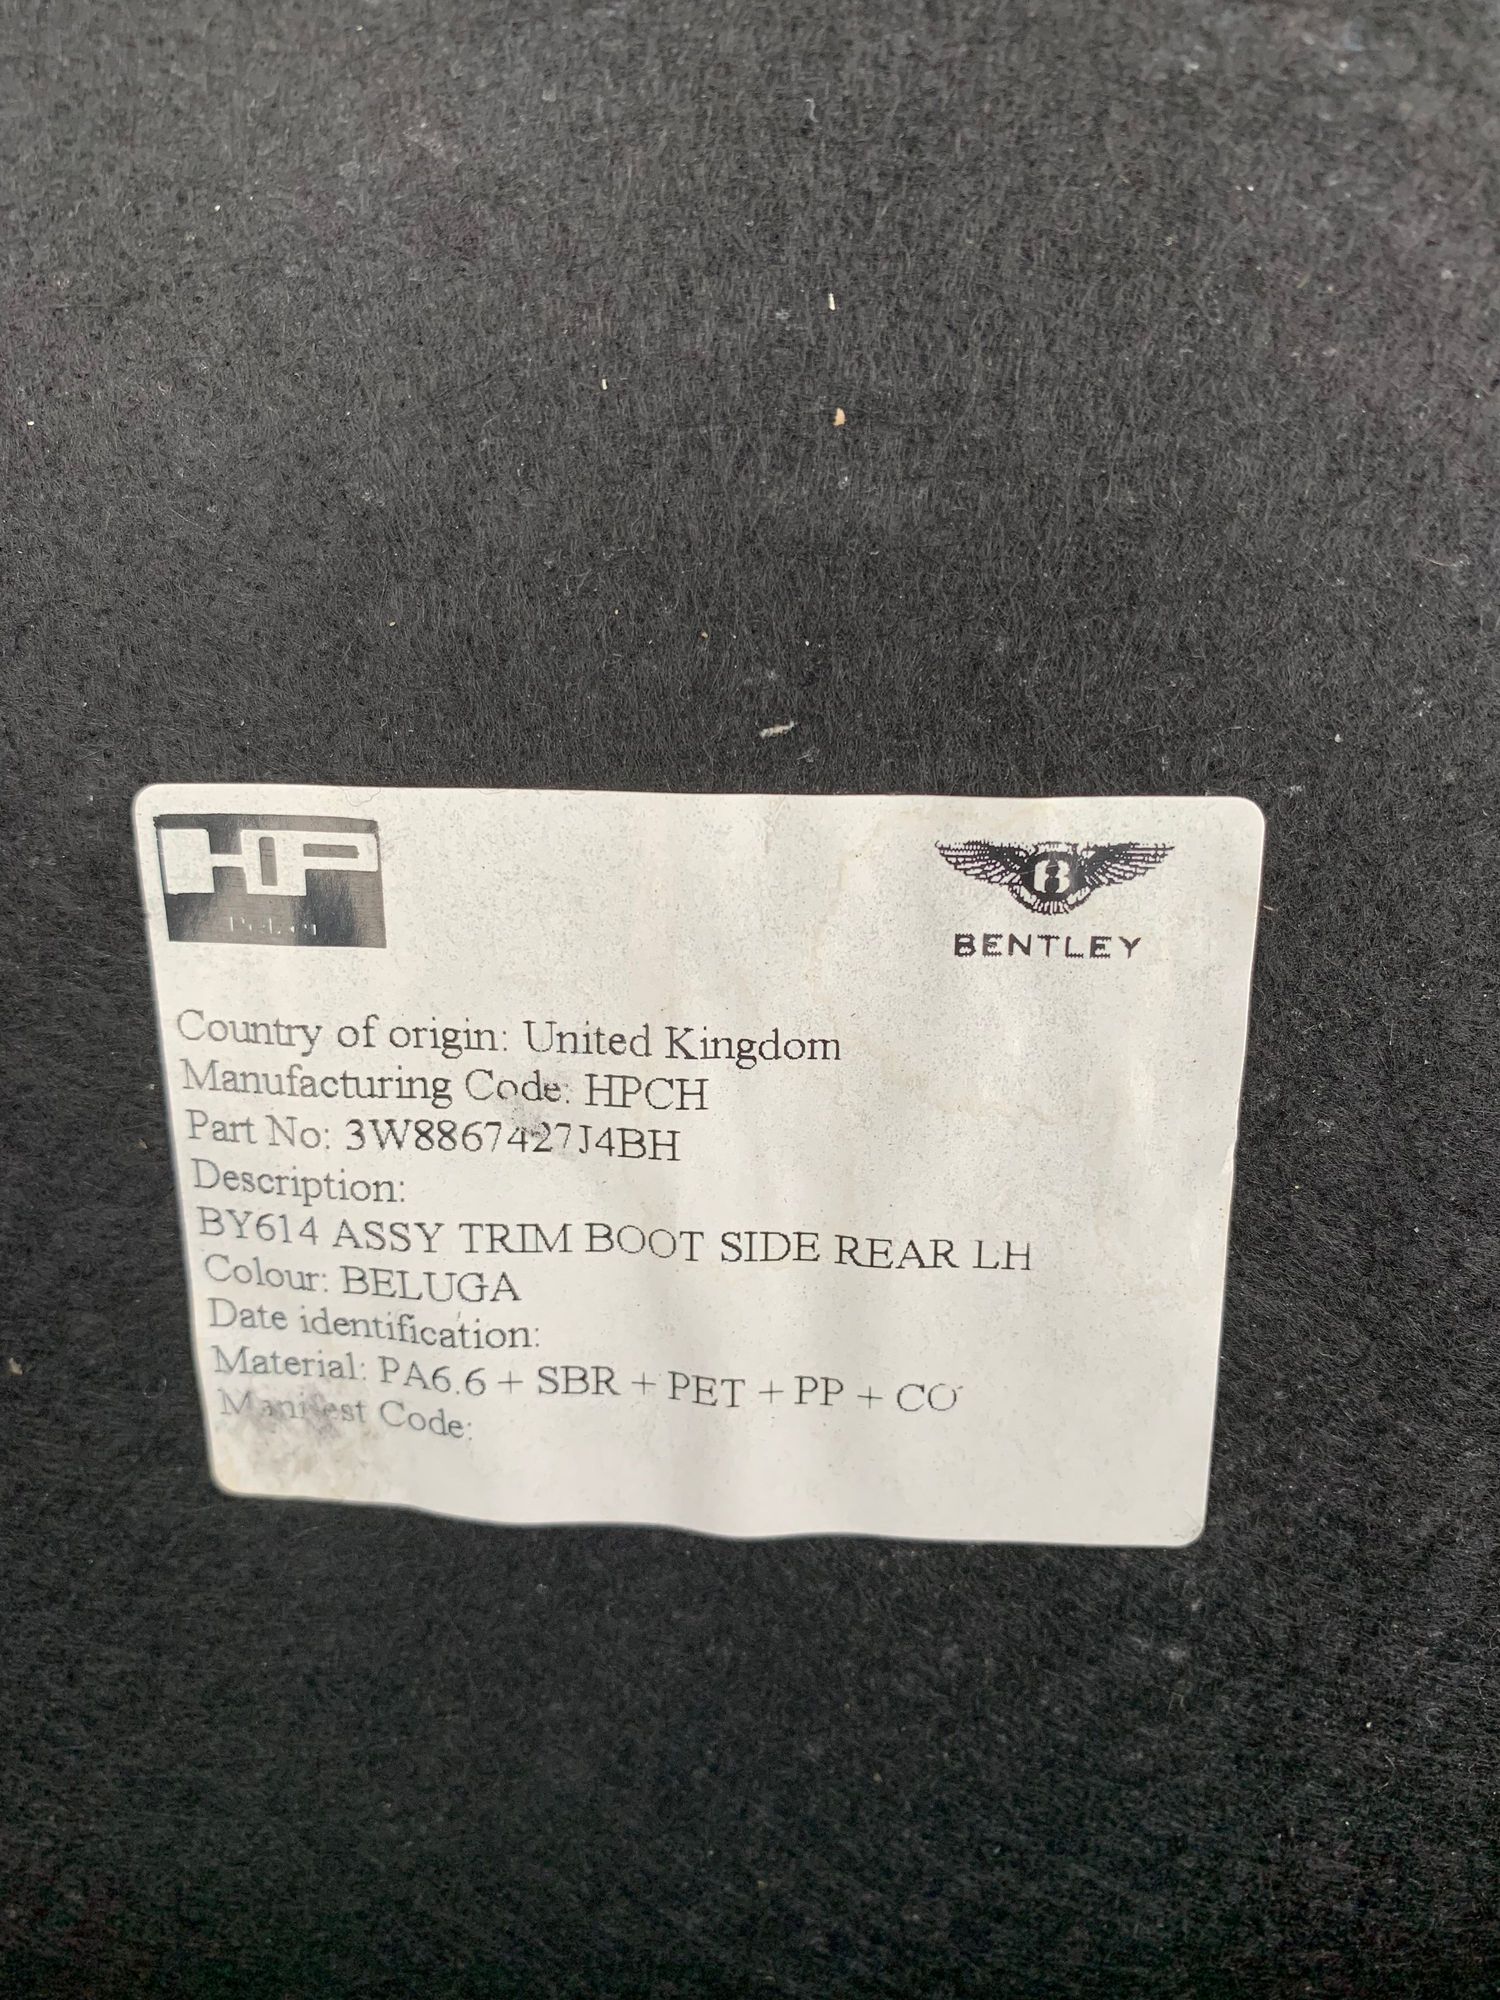 HP
BENTLEY
Country of origin: United Kingdom
Manufacturing Code: HPCH
Part No: 3W8867427J4BH
Description:
BY614 ASSY TRIM BOOT SIDE REAR LH
Colour: BELUGA
Date identification:
Material: PA6.6 + SBR + PET + PP + CO
Manifest Code: